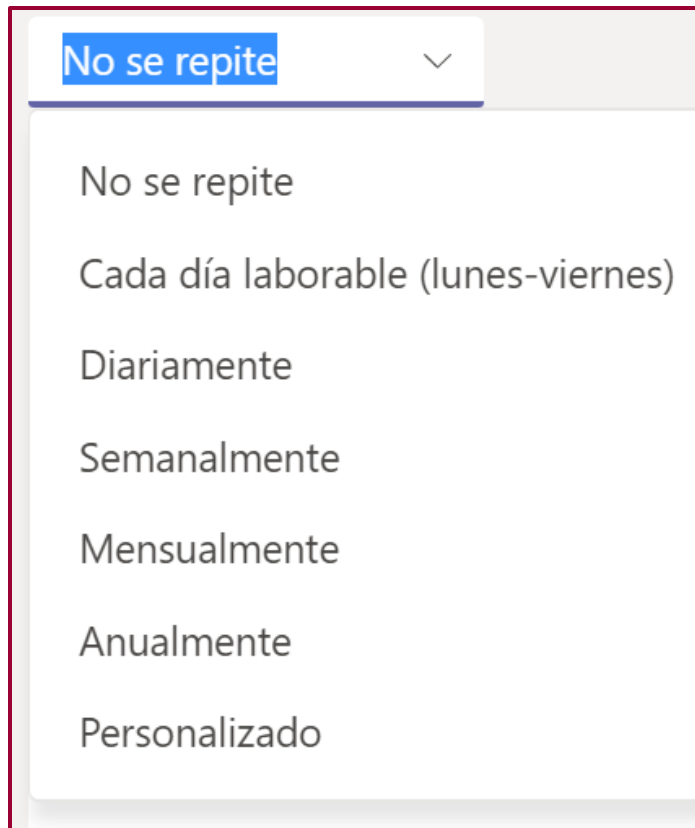 No se repite
No se repite
Cada día laborable (lunes-viernes)
Diariamente
Semanalmente
Mensualmente
Anualmente
Personalizado